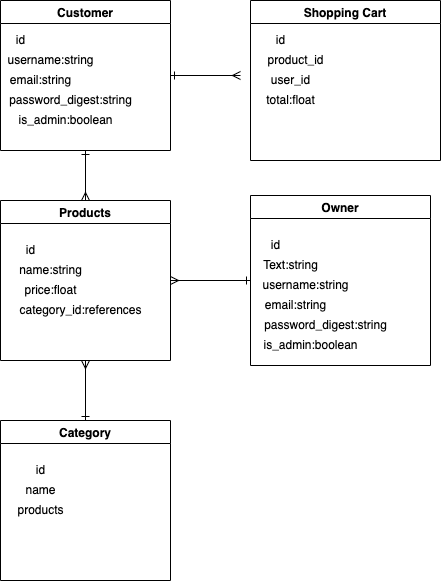 Customer
id
username:string
email:string
password_digest:string
is_admin:boolean
Shopping Cart
id
product_id
user_id
total:float
Products
id
name:string
price:float
category_id:references
Owner
id
Text:string
username:string
email:string
password_digest:string
is_admin:boolean
Category
id
name
products